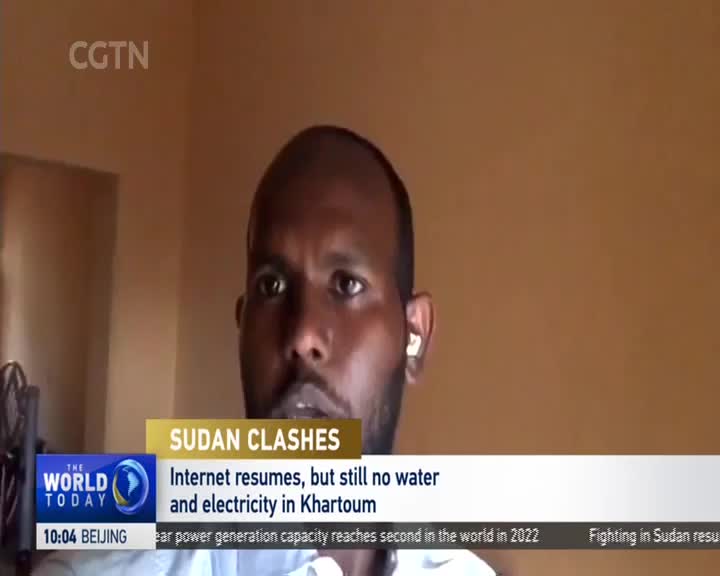 CGTN
SUDAN CLASHES
THE
WORLD
TODAY
Internet resumes, but still no water
and electricity in Khartoum
10:04 BEIJING
ear power generation capacity reaches second in the world in 2022
Fighting in Sudan resu